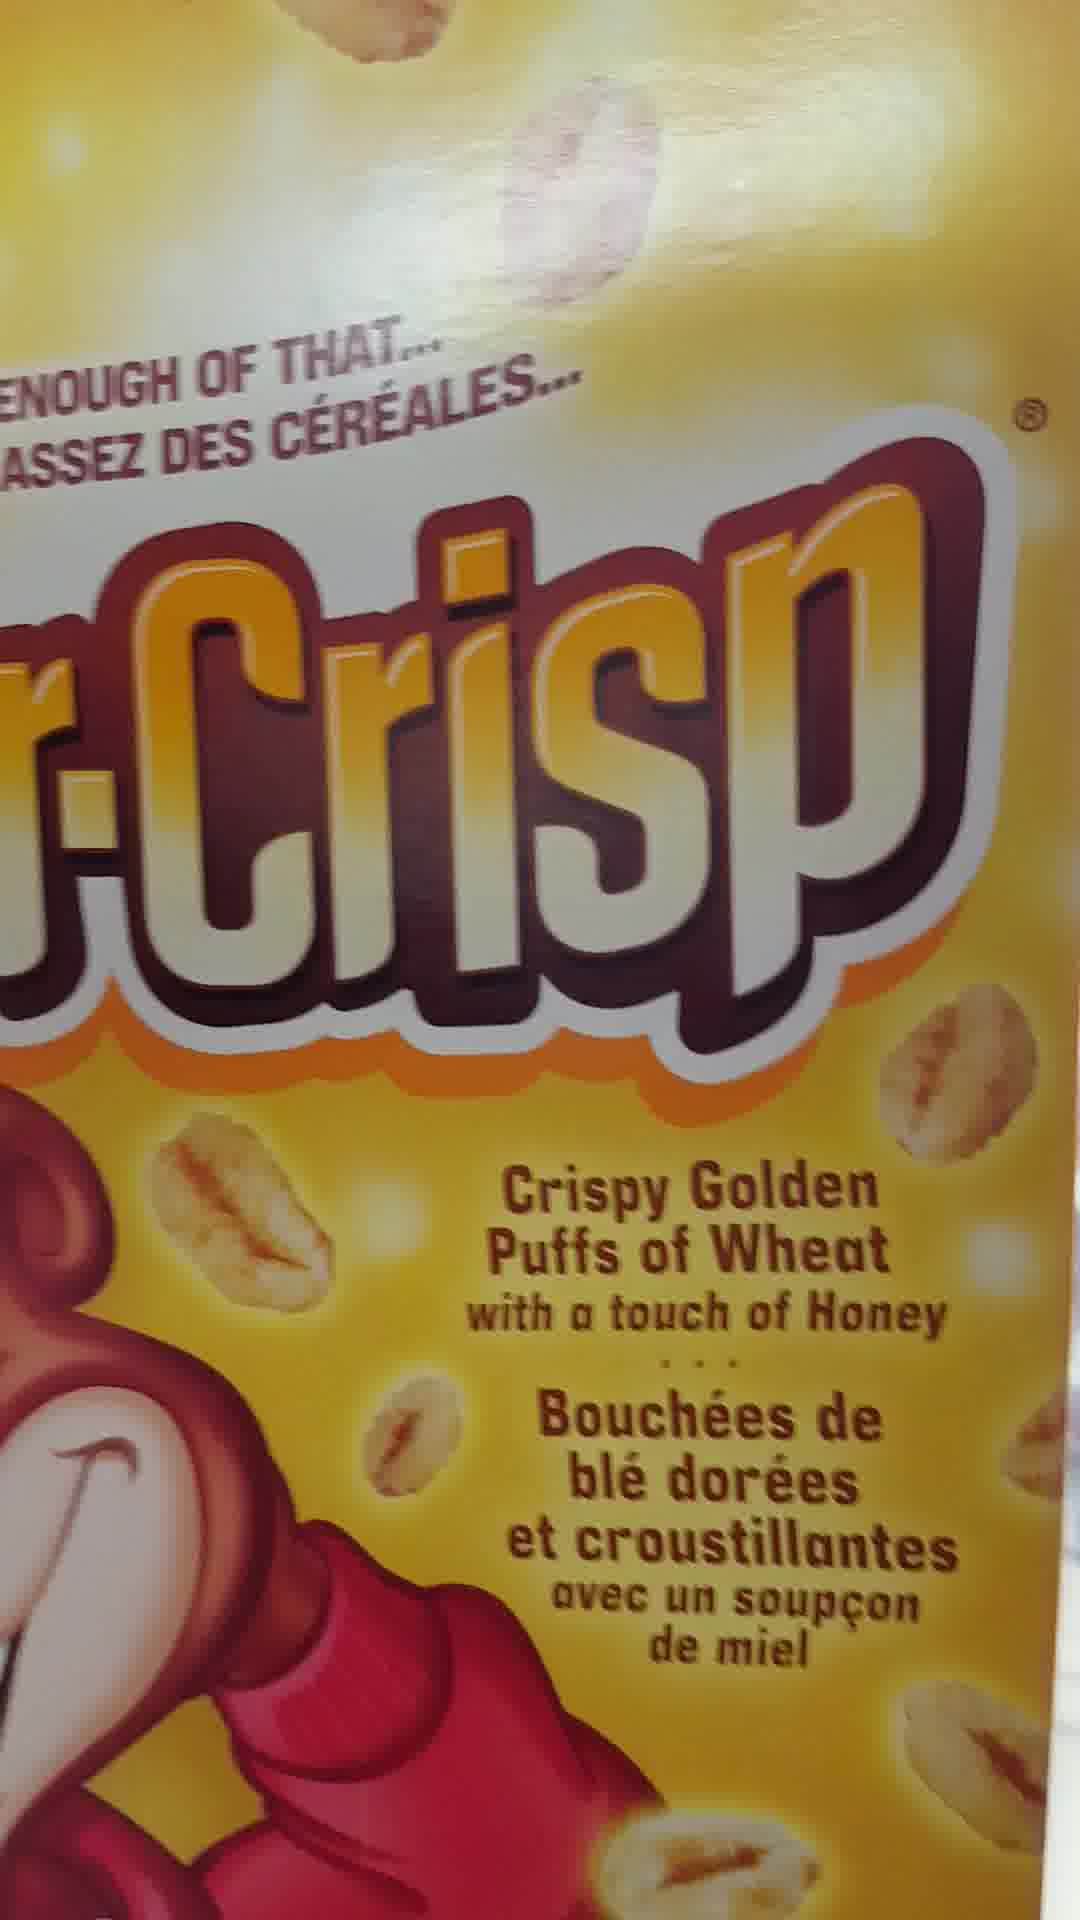 ENOUGH OF THAT...
ASSEZ DES CÉRÉALES...
®
r-Crisp
Crispy Golden
Puffs of Wheat
with a touch of Honey
...
Bouchées de
blé dorées
et croustillantes
avec un soupçon
de miel